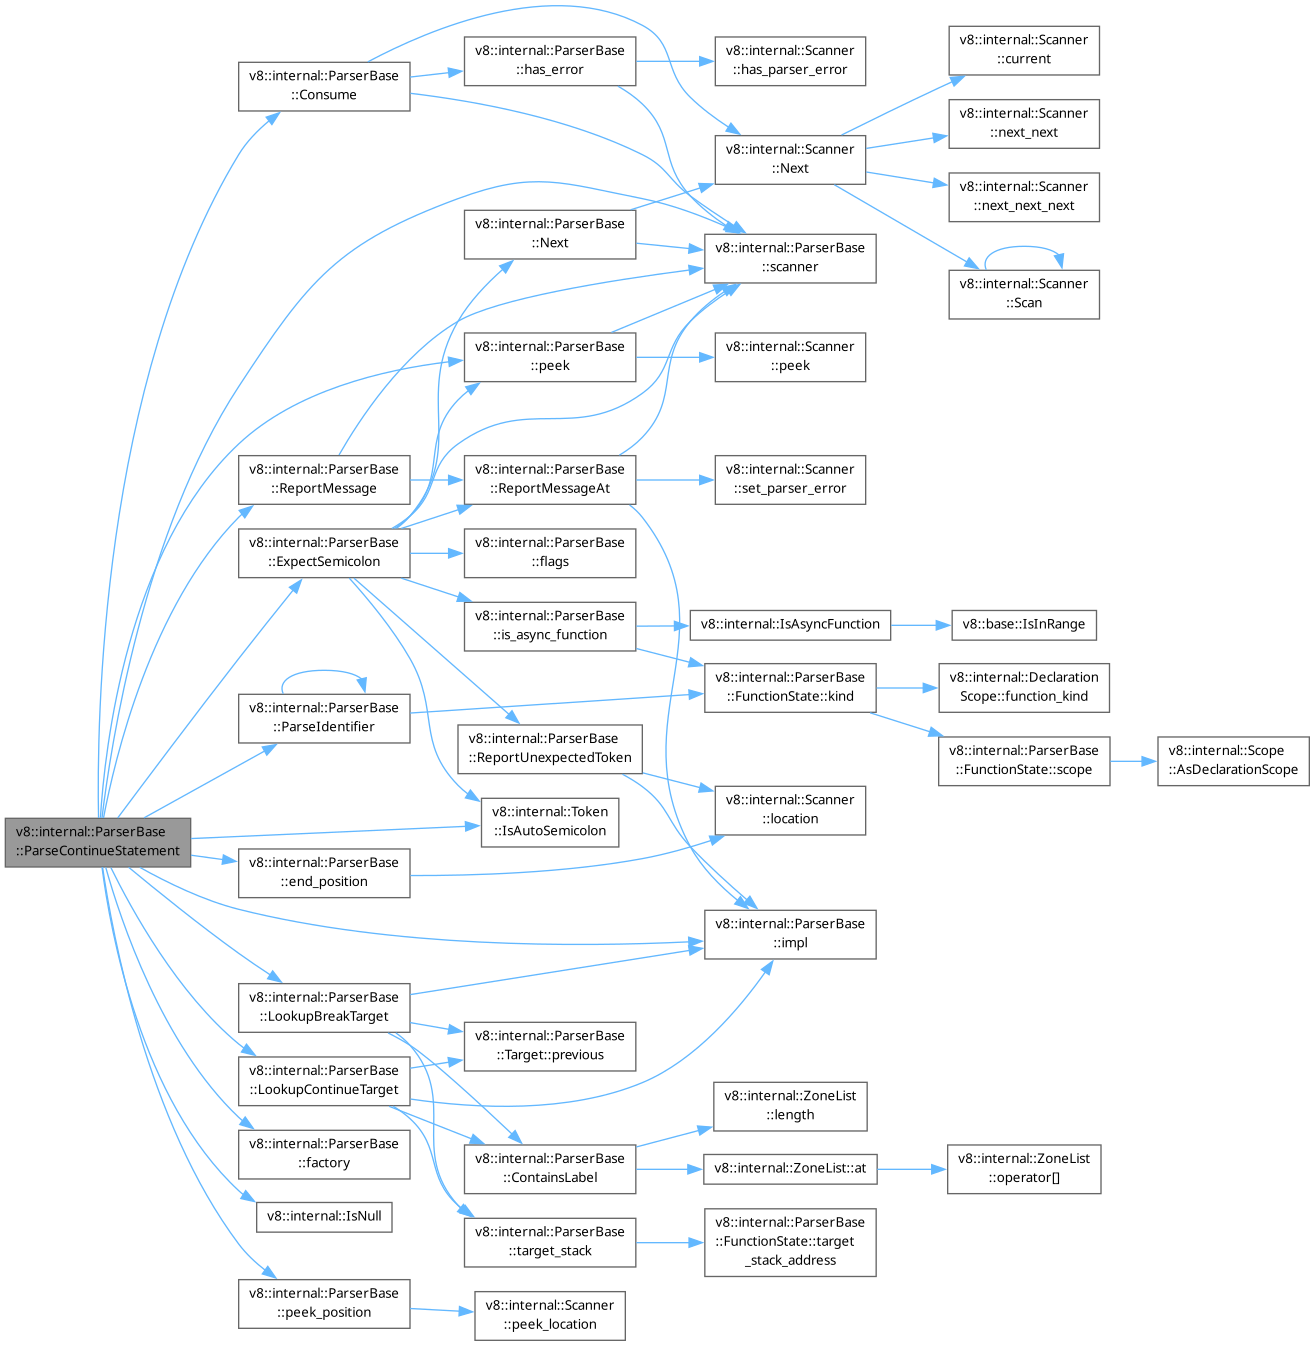 v8::internal::ParserBase
::ParseContinueStatement
v8::internal::ParserBase
::Consume
v8::internal::ParserBase
::has_error
v8::internal::Scanner
::has_parser_error
v8::internal::Scanner
::current
v8::internal::Scanner
::next_next
v8::internal::Scanner
::Next
v8::internal::Scanner
::next_next_next
v8::internal::ParserBase
::Next
v8::internal::ParserBase
::scanner
v8::internal::Scanner
::Scan
v8::internal::ParserBase
::peek
v8::internal::Scanner
::peek
v8::internal::ParserBase
::ReportMessage
v8::internal::ParserBase
::ReportMessageAt
v8::internal::Scanner
::set_parser_error
v8::internal::ParserBase
::ExpectSemicolon
v8::internal::ParserBase
::flags
v8::internal::ParserBase
::is_async_function
v8::internal::IsAsyncFunction
v8::base::IsInRange
v8::internal::ParserBase
::ParseIdentifier
v8::internal::ParserBase
::FunctionState::kind
v8::internal::Declaration
Scope::function_kind
v8::internal::ParserBase
::ReportUnexpectedToken
v8::internal::ParserBase
::FunctionState::scope
v8::internal::Scope
::AsDeclarationScope
v8::internal::Token
::IsAutoSemicolon
v8::internal::Scanner
::location
v8::internal::ParserBase
::end_position
v8::internal::ParserBase
::impl
v8::internal::ParserBase
::LookupBreakTarget
v8::internal::ParserBase
::Target::previous
v8::internal::ParserBase
::LookupContinueTarget
v8::internal::ZoneList
::length
v8::internal::ParserBase
::factory
v8::internal::ParserBase
::ContainsLabel
v8::internal::ZoneList::at
v8::internal::ZoneList
::operator[]
v8::internal::IsNull
v8::internal::ParserBase
::target_stack
v8::internal::ParserBase
::FunctionState::target
_stack_address
v8::internal::ParserBase
::peek_position
v8::internal::Scanner
::peek_location